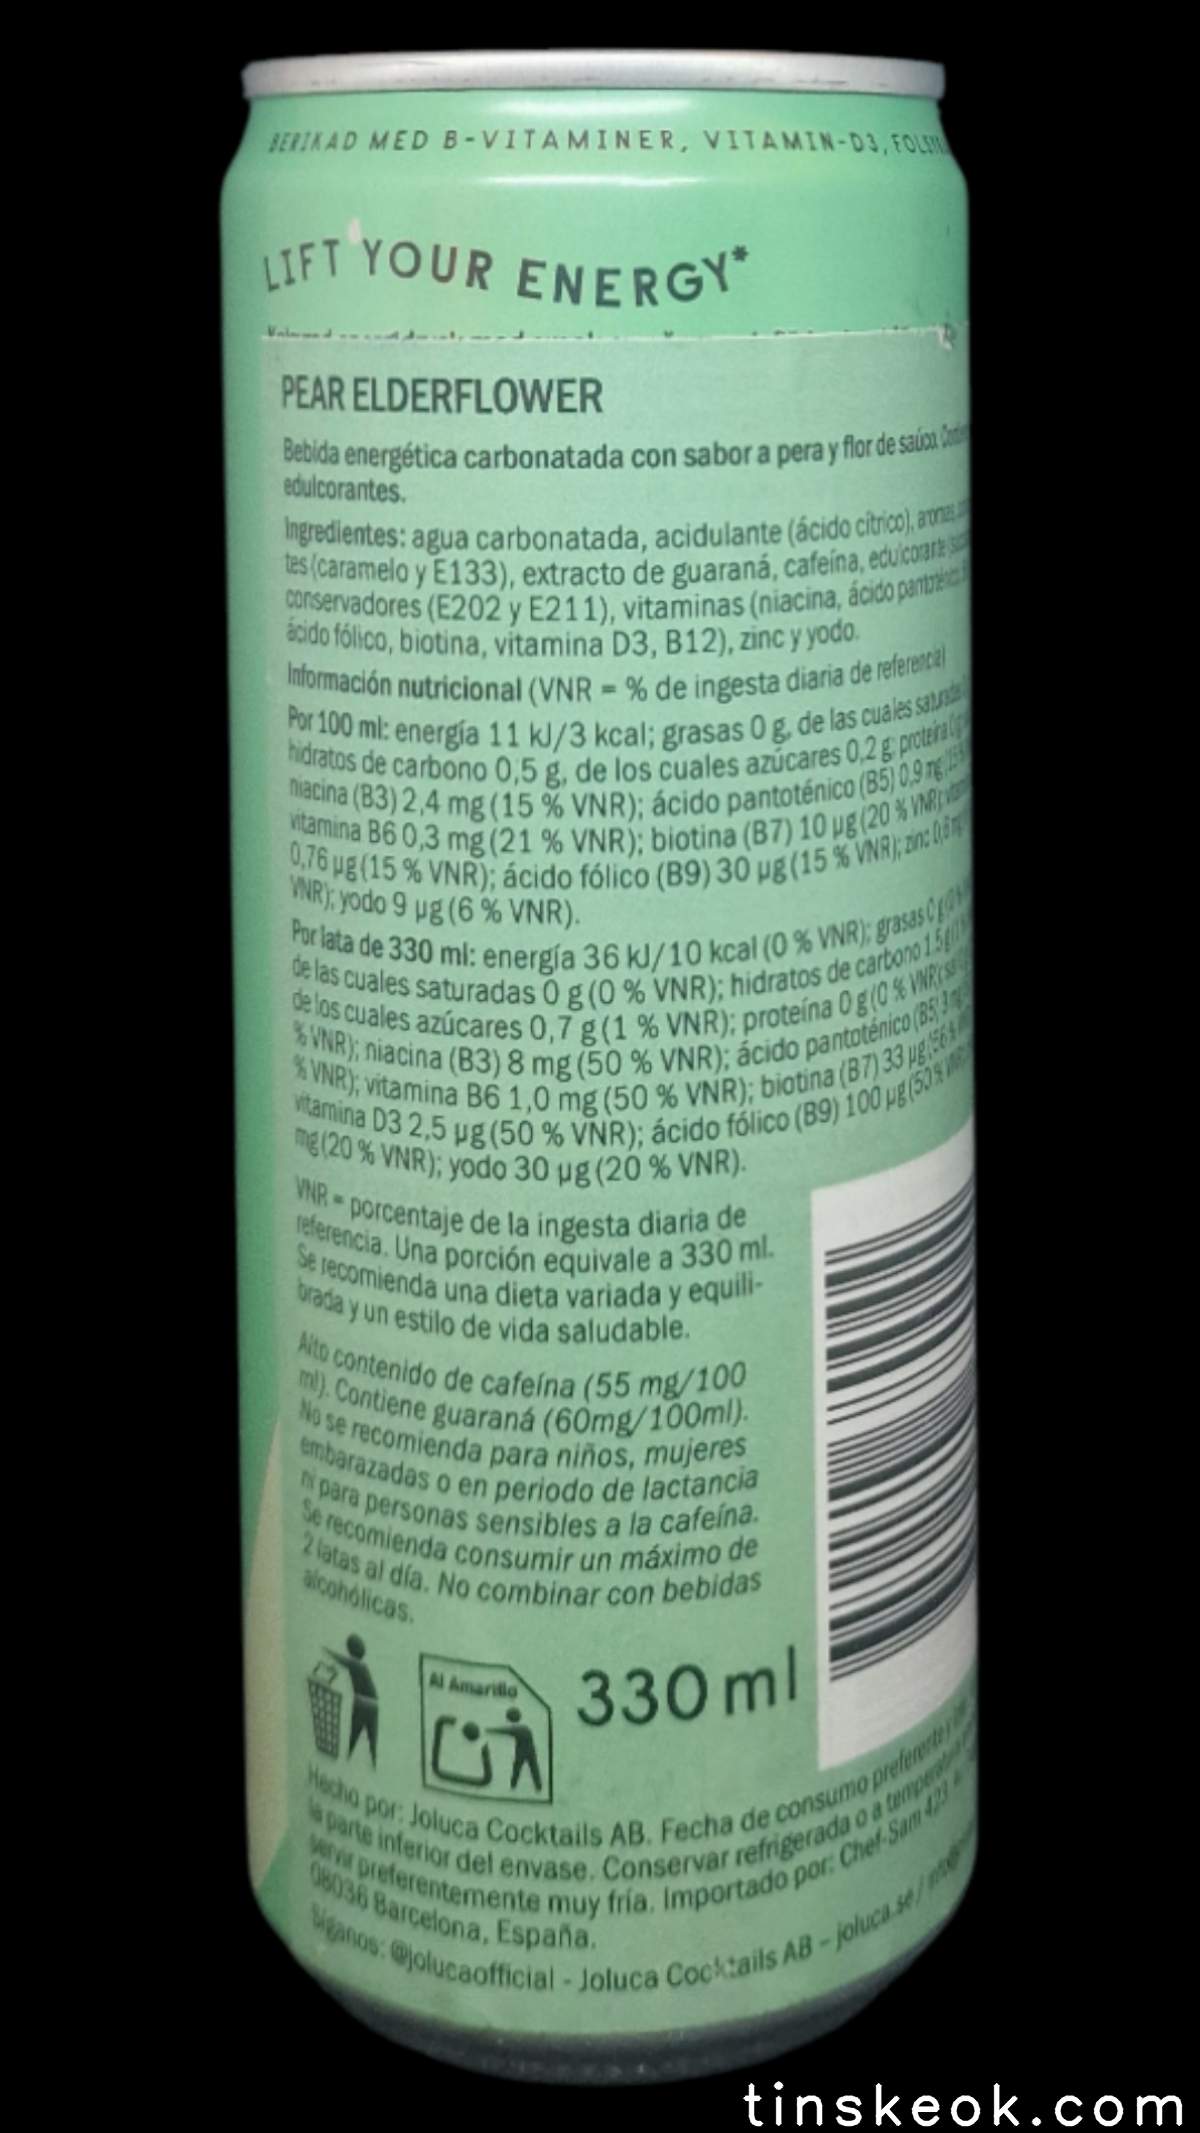 BERIKAD MED B-VITAMINER, VITAMIN-D3,
LIFT YOUR ENERGY*
PEAR ELDERFLOWER
Bebida energética carbonatada con sabor a pera y flor de saúco.
edulcorantes.
Ingredientes: agua carbonatada, acidulante (ácido cítrico), aromas,
tes (caramelo y E133), extracto de guaraná, cafeína, edulcorante
conservadores (E202 y E211), vitaminas (niacina, ácido pantoténico,
ácido fólico, biotina, vitamina D3, B12), zinc y yodo.
Información nutricional (VNR = % de ingesta diaria de referencia)
Por 100 ml: energía 11 kJ/3 kcal; grasas 0 g, de las cuales saturadas
hidratos de carbono 0,5 g, de los cuales azúcares 0,2 g; proteína 0 g
niacina (B3) 2,4 mg (15 % VNR); ácido pantoténico (B5) 0,9 mg
vitamina B6 0,3 mg (21 % VNR); biotina (B7) 10 µg (20 % VNR);
0,76 µg (15 % VNR); ácido fólico (B9) 30 µg (15 % VNR); zinc
VNR); yodo 9 µg (6 % VNR).
Por lata de 330 ml: energía 36 kJ/10 kcal (0 % VNR); grasas 0 g
de las cuales saturadas 0 g (0 % VNR); hidratos de carbono 1.5 g
de los cuales azúcares 0,7 g (1 % VNR); proteína 0 g (0 % VNR);
% VNR); niacina (B3) 8 mg (50 % VNR); ácido pantoténico (B5) 3 mg
% VNR); vitamina B6 1,0 mg (50 % VNR); biotina (B7) 33 µg
vitamina D3 2,5 µg (50 % VNR); ácido fólico (B9) 100 µg (50 % VNR)
mg (20 % VNR); yodo 30 µg (20 % VNR).
VNR = porcentaje de la ingesta diaria de
referencia. Una porción equivale a 330 ml.
Se recomienda una dieta variada y equili-
brada y un estilo de vida saludable.
Alto contenido de cafeína (55 mg/100
ml). Contiene guaraná (60mg/100ml).
No se recomienda para niños, mujeres
embarazadas o en periodo de lactancia
ni para personas sensibles a la cafeína.
Se recomienda consumir un máximo de
2 latas al día. No combinar con bebidas
alcohólicas.
Al Amarillo
330 ml
Hecho por: Joluca Cocktails AB. Fecha de consumo preferente
la parte inferior del envase. Conservar refrigerada o a temperatura
servir preferentemente muy fría. Importado por: Chef-Sam 423
08036 Barcelona, España.
Síganos: @jolucaofficial - Joluca Cocktails AB – joluca.se /
tinskeok.com